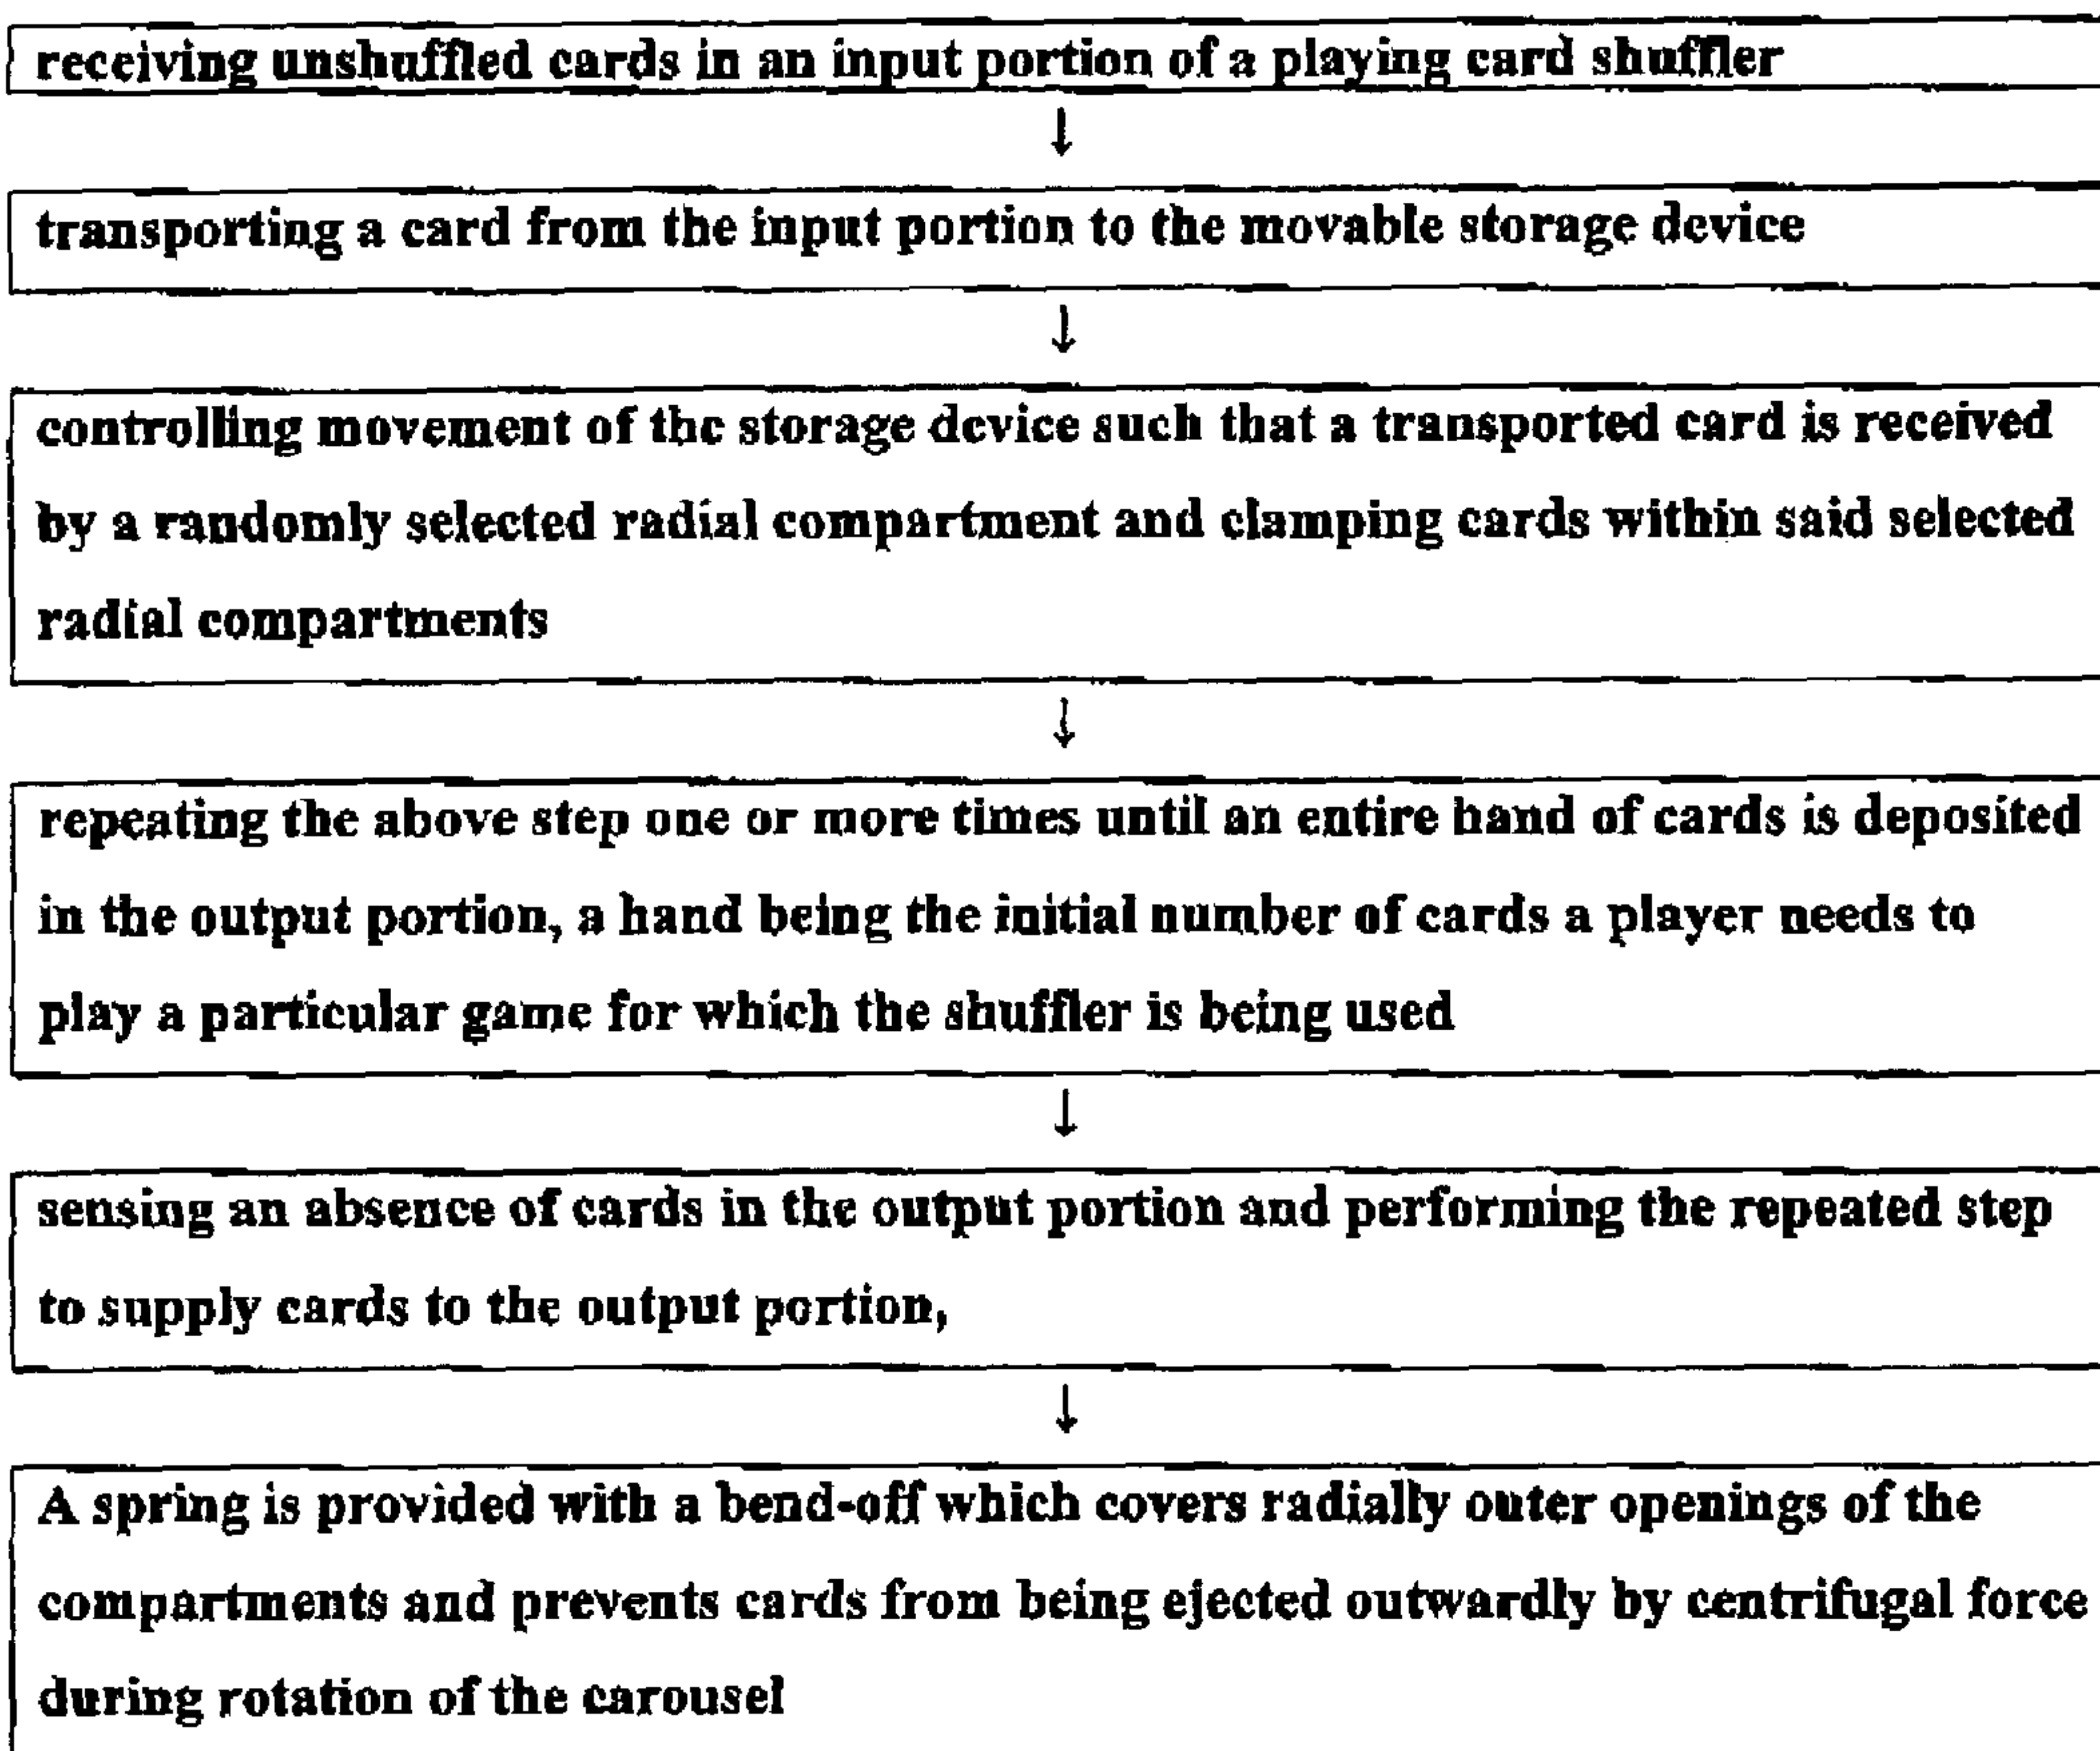 receiving unshuffled cards in an input portion of a playing card shuffler
↓
transporting a card from the input portion to the movable storage device
↓
controlling movement of the storage device such that a transported card is received
by a randomly selected radial compartment and clamping cards within said selected
radial compartments
↓
repeating the above step one or more times until an entire hand of cards is deposited
in the output portion, a hand being the initial number of cards a player needs to
play a particular game for which the shuffler is being used
↓
sensing an absence of cards in the output portion and performing the repeated step
to supply cards to the output portion,
↓
A spring is provided with a bend-off which covers radially outer openings of the
compartments and prevents cards from being ejected outwardly by centrifugal force
during rotation of the carousel